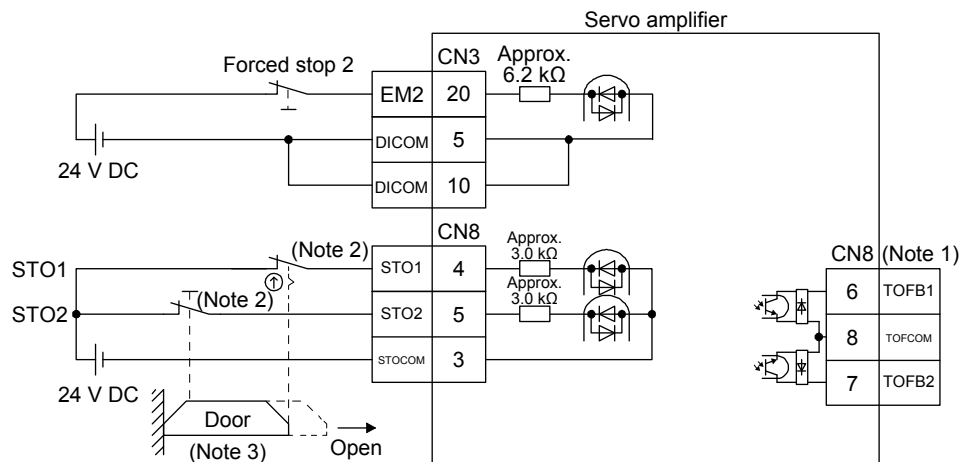 Servo amplifier
CN3
Approx.
6.2 kΩ
Forced stop 2
EM2 20
DICOM 5
24 V DC
DICOM 10
CN8
Approx.
3.0 kΩ
(Note 2)
STO1
STO1 4
Approx.
3.0 kΩ
(Note 2)
STO2
STO2 5
STOCOM 3
24 V DC
Door
(Note 3)
Open
CN8 (Note 1)
6 TOFB1
8 TOFCOM
7 TOFB2